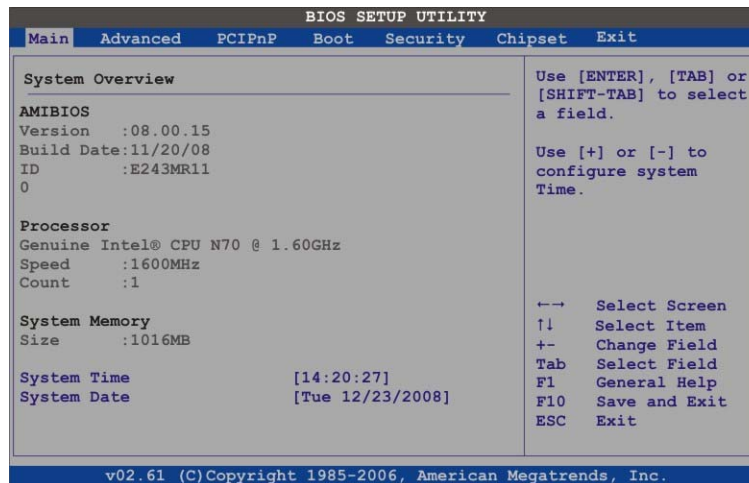 BIOS SETUP UTILITY
Main Advanced PCIPnP Boot Security Chipset Exit
System Overview
AMIBIOS
Version :08.00.15
Build Date:11/20/08
ID :E243MR11
0
Processor
Genuine Intel® CPU N70 @ 1.60GHz
Speed :1600MHz
Count :1
System Memory
Size :1016MB
System Time [14:20:27]
System Date [Tue 12/23/2008]
Use [ENTER], [TAB] or
[SHIFT-TAB] to select
a field.
Use [+] or [-] to
configure system
Time.
←→ Select Screen
↑↓ Select Item
+- Change Field
Tab Select Field
F1 General Help
F10 Save and Exit
ESC Exit
v02.61 (C)Copyright 1985-2006, American Megatrends, Inc.